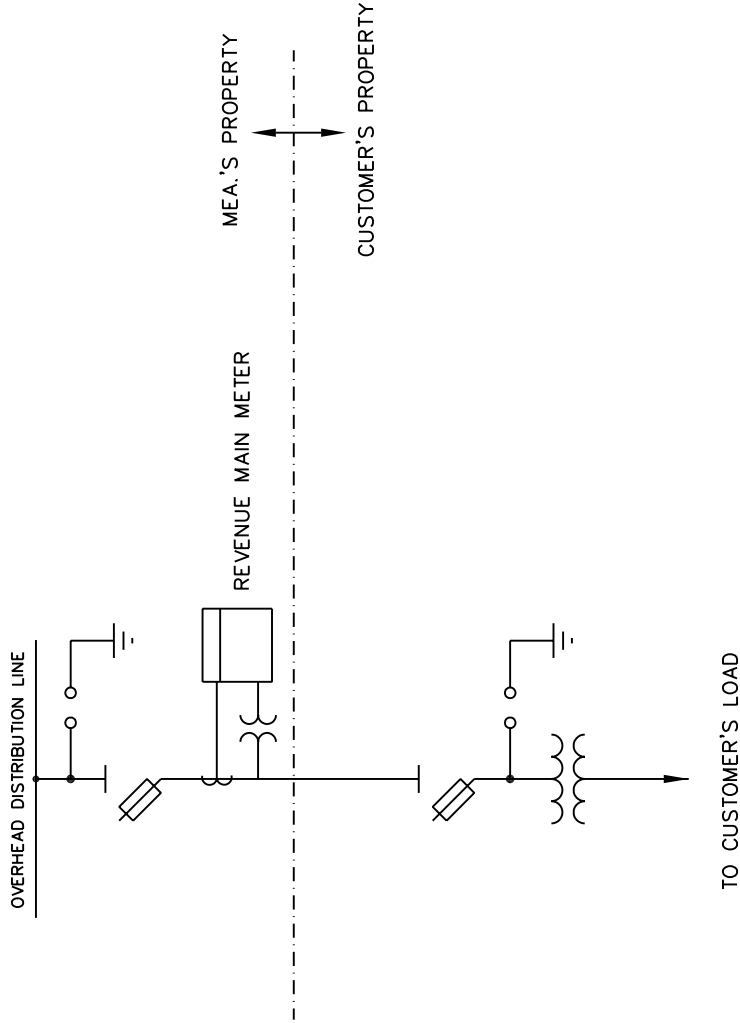 OVERHEAD DISTRIBUTION LINE
MEA.'S PROPERTY
REVENUE MAIN METER
CUSTOMER'S PROPERTY
TO CUSTOMER'S LOAD